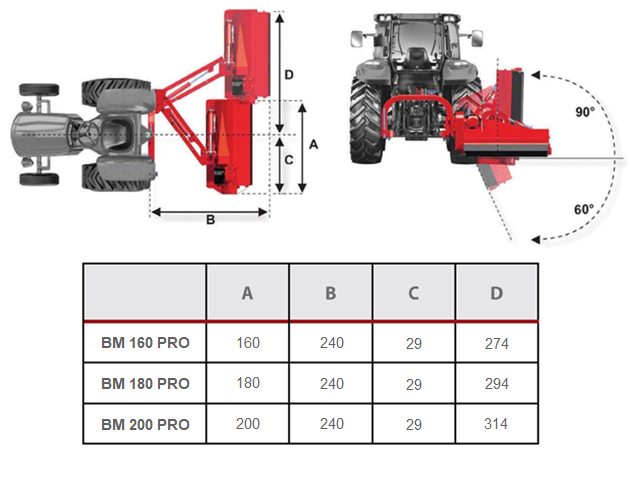 D
A
C
B
90°
60°
A B C D
BM 160 PRO 160 240 29 274
BM 180 PRO 180 240 29 294
BM 200 PRO 200 240 29 314